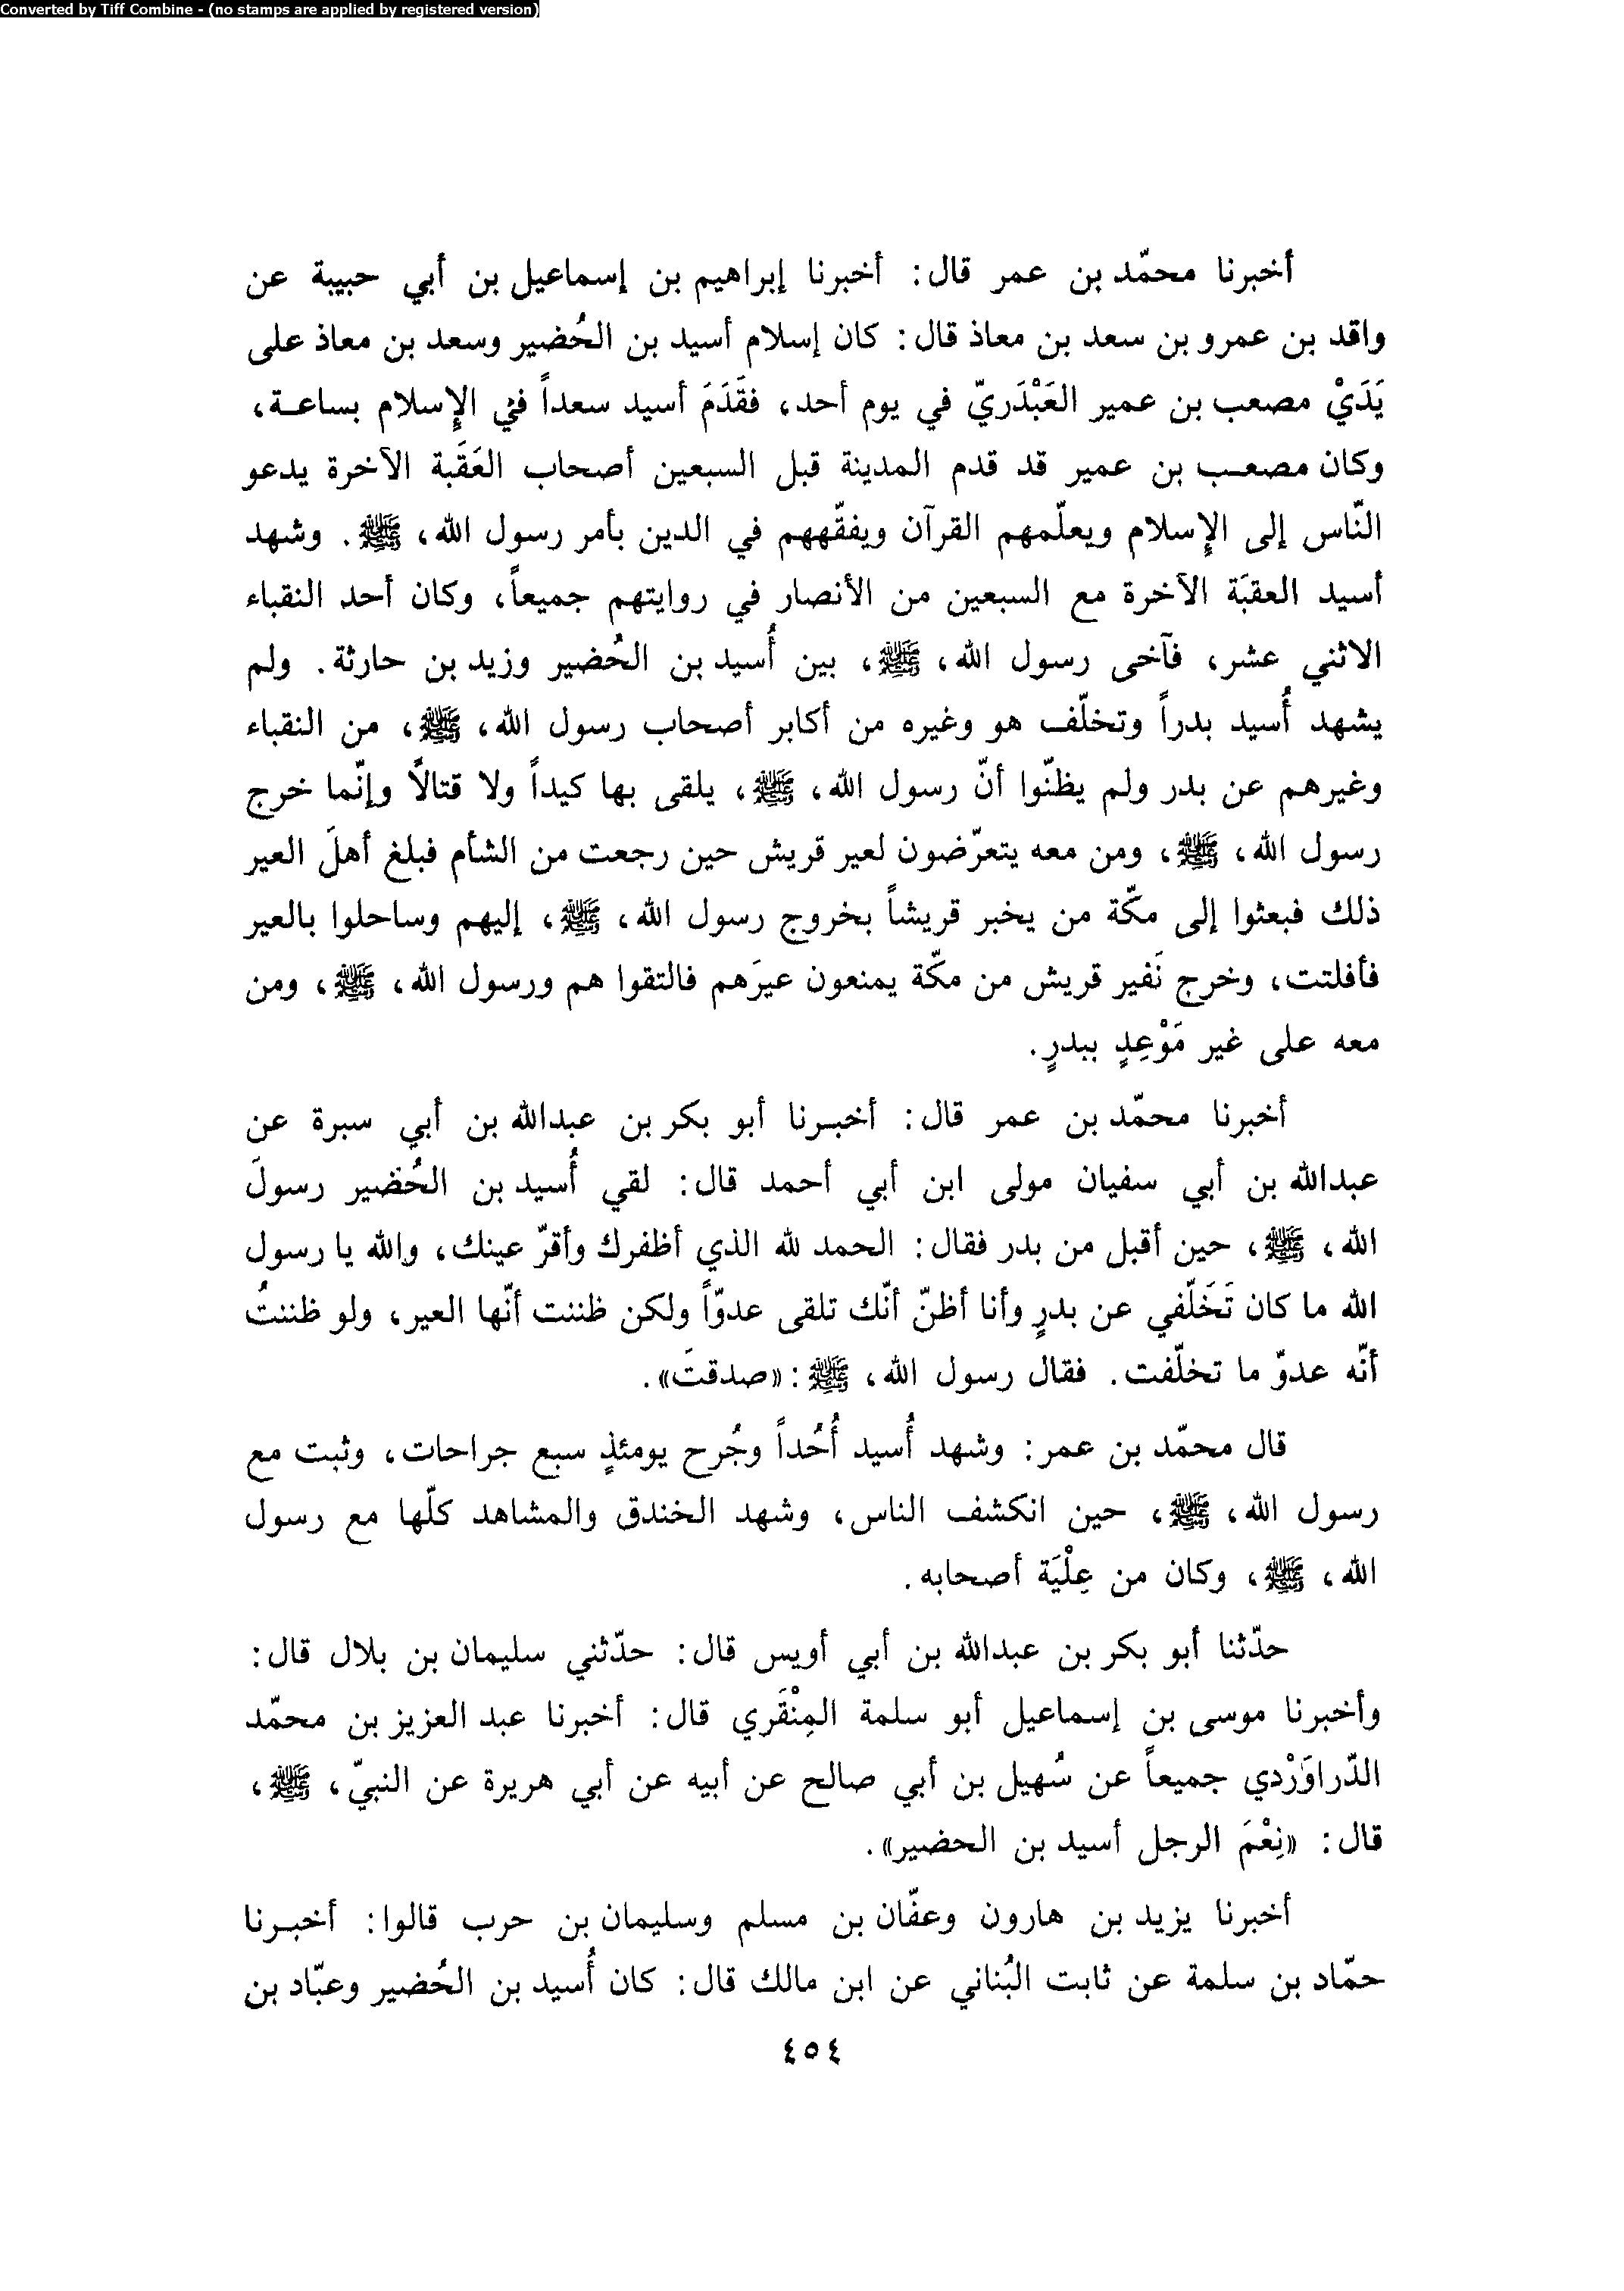 Converted by Tiff Combine - (no stamps are applied by registered version)
أخبرنا محمّد بن عمر قال: أخبرنا إبراهيم بن إسماعيل بن أبي حبيبة عن
واقد بن عمرو بن سعد بن معاذ قال: كان إسلام أسيد بن الحُضير وسعد بن معاذ على
يَدَيْ مصعب بن عمير العَبْدَريّ في يوم أحد، فقَدَمَ أسيد سعداً في الإِسلام بساعـة،
وكان مصعـب بن عمير قد قدم المدينة قبل السبعين أصحاب العَقَبة الآخرة يدعو
النّاس إلى الإِسلام ويعلّمهم القرآن ويفقّههم في الدين بأمر رسول الله، ﷺ. وشهد
أسيد العقبَة الآخرة مع السبعين من الأنصار في روايتهم جميعاً، وكان أحد النقباء
الاثني عشر، فآخى رسول الله، ﷺ، بين أُسيد بن الحُضير وزيد بن حارثة. ولم
يشهد أُسيد بدراً وتخلّف هو وغيره من أكابر أصحاب رسول الله، ﷺ، من النقباء
وغيرهم عن بدر ولم يظنّوا أنّ رسول الله، ﷺ، يلقى بها كيداً ولا قتالًا وإنّما خرج
رسول الله، ﷺ، ومن معه يتعرّضون لعير قريش حين رجعت من الشأم فبلغ أهلَ العير
ذلك فبعثوا إلى مكّة من يخبر قريشاً بخروج رسول الله، ﷺ، إليهم وساحلوا بالعير
فأفلتت، وخرج نَفير قريش من مكّة يمنعون عيرَهم فالتقوا هم ورسول الله، ﷺ، ومن
معه على غير مَوْعِدٍ ببدرٍ.
أخبرنا محمّد بن عمر قال: أخبـرنا أبو بكر بن عبدالله بن أبي سبرة عن
عبدالله بن أبي سفيان مولى ابن أبي أحمد قال: لقي أُسيد بن الحُضير رسولَ
الله، ﷺ، حين أقبل من بدر فقال: الحمد لله الذي أظفرك وأقرّ عينك، والله يا رسول
الله ما كان تَخَلّفي عن بدرٍ وأنا أظنّ أنّك تلقى عدوّاً ولكن ظننت أنّها العير، ولو ظننتُ
أنّه عدوّ ما تخلّفت. فقال رسول الله، ﷺ: «صدقتَ».
قال محمّد بن عمر: وشهد أُسيد أُحُداً وجُرح يومئذٍ سبع جراحات، وثبت مع
رسول الله، ﷺ، حين انكشف الناس، وشهد الخندق والمشاهد كلّها مع رسول
الله، ﷺ، وكان من عِلْيَة أصحابه.
حدّثنا أبو بكر بن عبدالله بن أبي أويس قال: حدّثني سليمان بن بلال قال:
وأخبرنا موسى بن إسماعيل أبو سلمة المِنْقَري قال: أخبرنا عبد العزيز بن محمّد
الدّراوَرْدي جميعاً عن سُهيل بن أبي صالح عن أبيه عن أبي هريرة عن النبيّ، ﷺ،
قال: «نِعْمَ الرجل أسيد بن الحضير».
أخبرنا يزيد بن هارون وعفّان بن مسلم وسليمان بن حرب قالوا: أخبـرنا
حمّاد بن سلمة عن ثابت البُناني عن ابن مالك قال: كان أُسيد بن الحُضير وعبّاد بن
٤٥٤